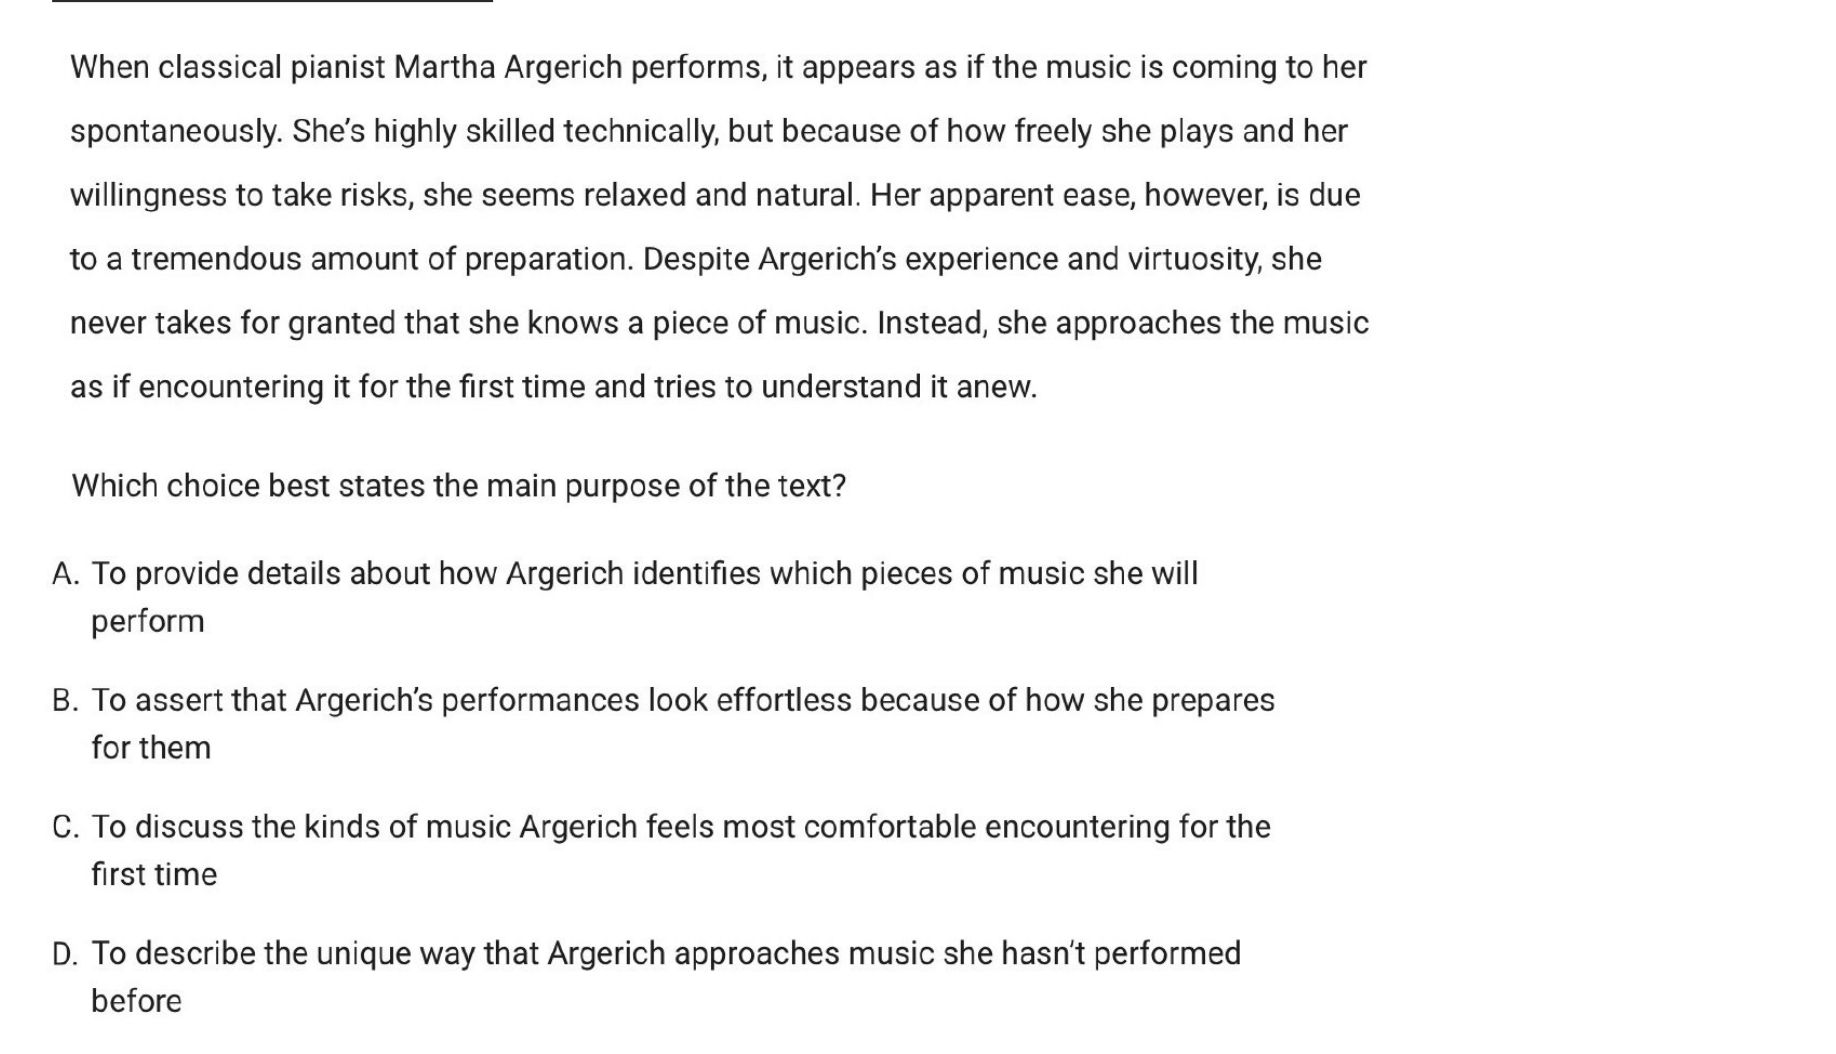 When classical pianist Martha Argerich performs, it appears as if the music is coming to her
spontaneously. She’s highly skilled technically, but because of how freely she plays and her
willingness to take risks, she seems relaxed and natural. Her apparent ease, however, is due
to a tremendous amount of preparation. Despite Argerich’s experience and virtuosity, she
never takes for granted that she knows a piece of music. Instead, she approaches the music
as if encountering it for the first time and tries to understand it anew.
Which choice best states the main purpose of the text?
A. To provide details about how Argerich identifies which pieces of music she will
perform
B. To assert that Argerich’s performances look effortless because of how she prepares
for them
C. To discuss the kinds of music Argerich feels most comfortable encountering for the
first time
D. To describe the unique way that Argerich approaches music she hasn’t performed
before